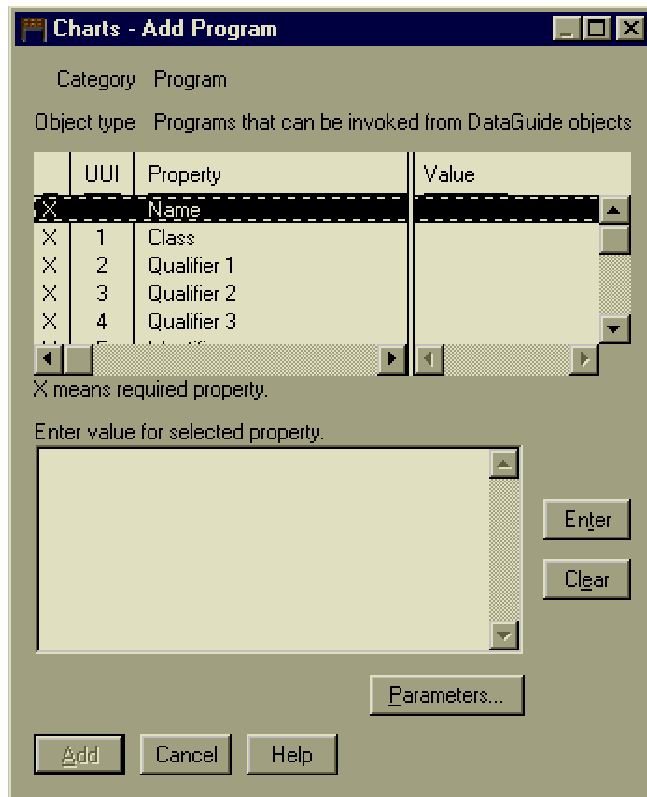 Charts - Add Program
Category Program
Object type Programs that can be invoked from DataGuide objects
UUI Property Value
X Name
X 1 Class
X 2 Qualifier 1
X 3 Qualifier 2
X 4 Qualifier 3
X means required property.
Enter value for selected property.
Enter
Clear
Parameters...
Add Cancel Help